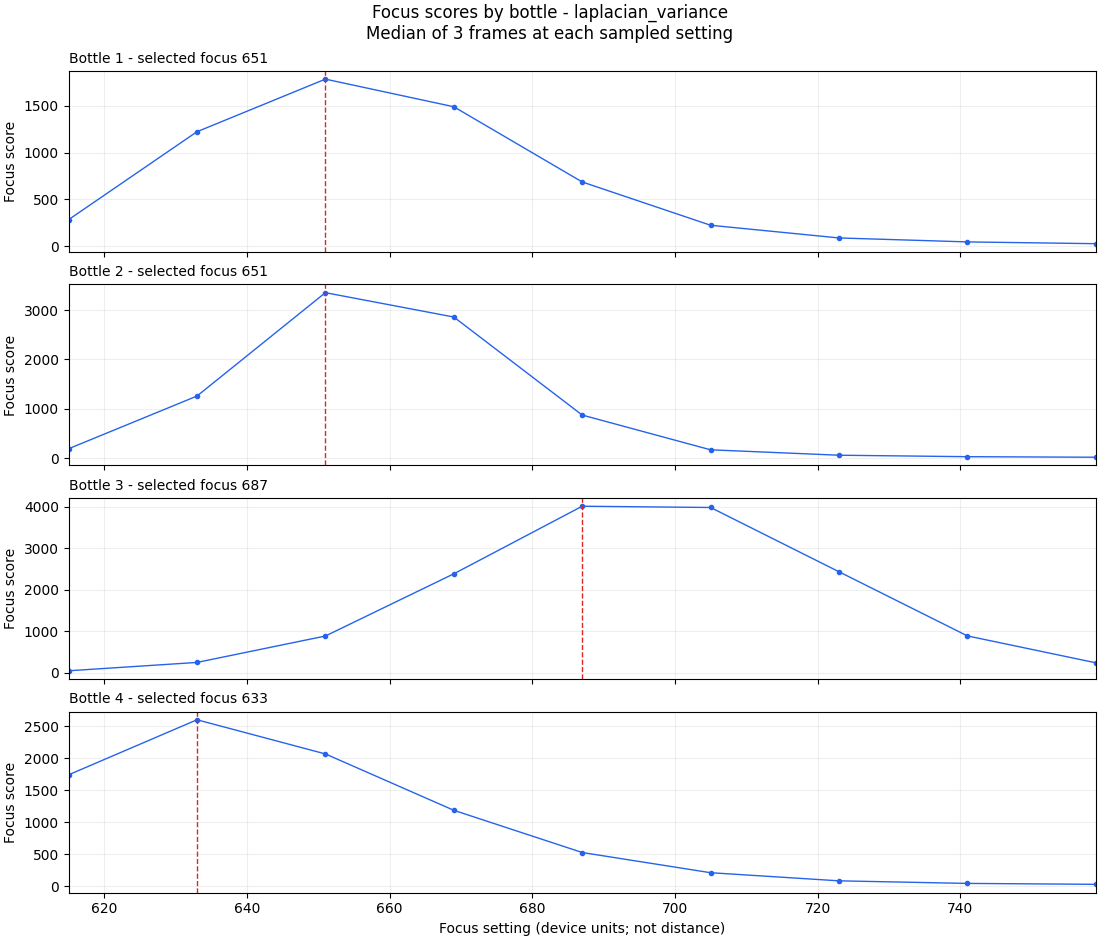 Focus scores by bottle - laplacian_variance
Median of 3 frames at each sampled setting
Bottle 1 - selected focus 651
Focus score
1500
1000
500
0
Bottle 2 - selected focus 651
Focus score
3000
2000
1000
0
Bottle 3 - selected focus 687
Focus score
4000
3000
2000
1000
0
Bottle 4 - selected focus 633
Focus score
2500
2000
1500
1000
500
0
620 640 660 680 700 720 740
Focus setting (device units; not distance)